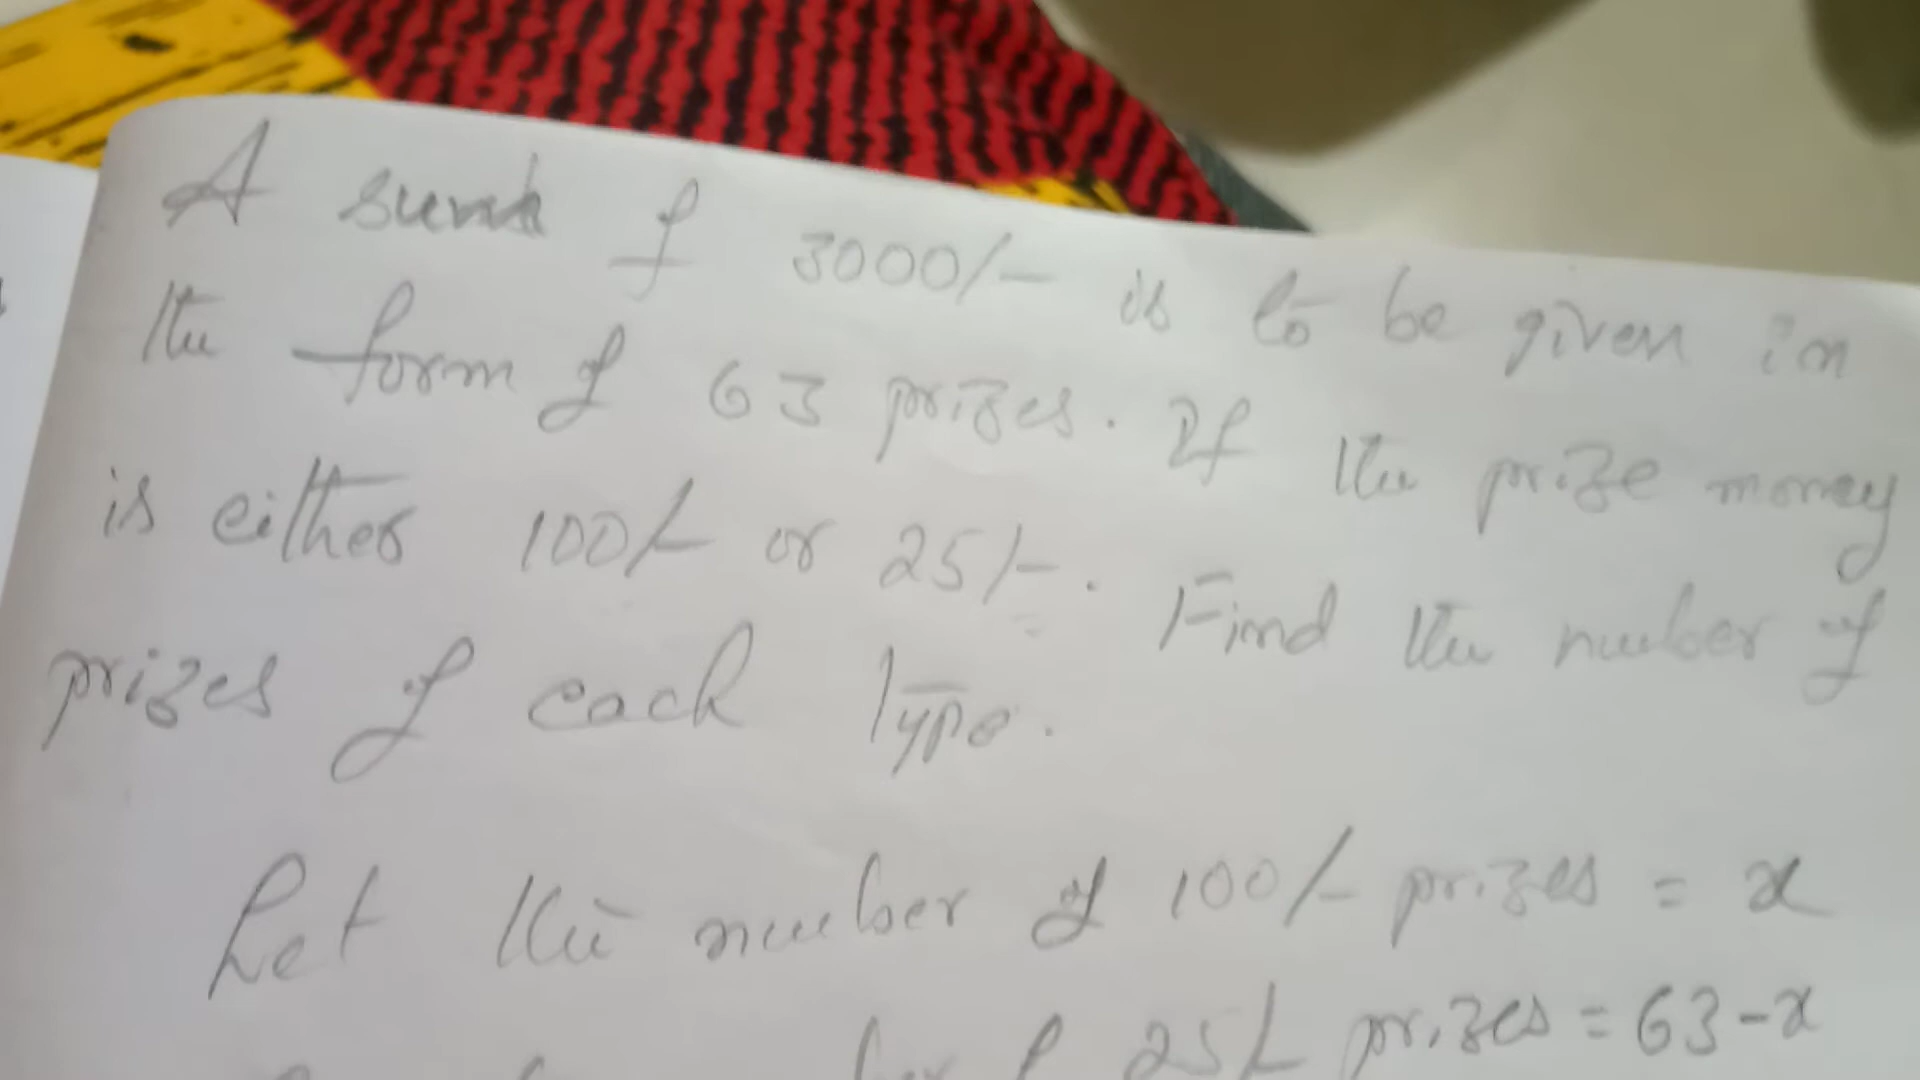 A sum of 3000/- is to be given in
the form of 63 prizes. If the prize money
is either 100/- or 25/-. Find the number of
prizes of each type.
Let the number of 100/- prizes = x
of 25/- prizes = 63-x